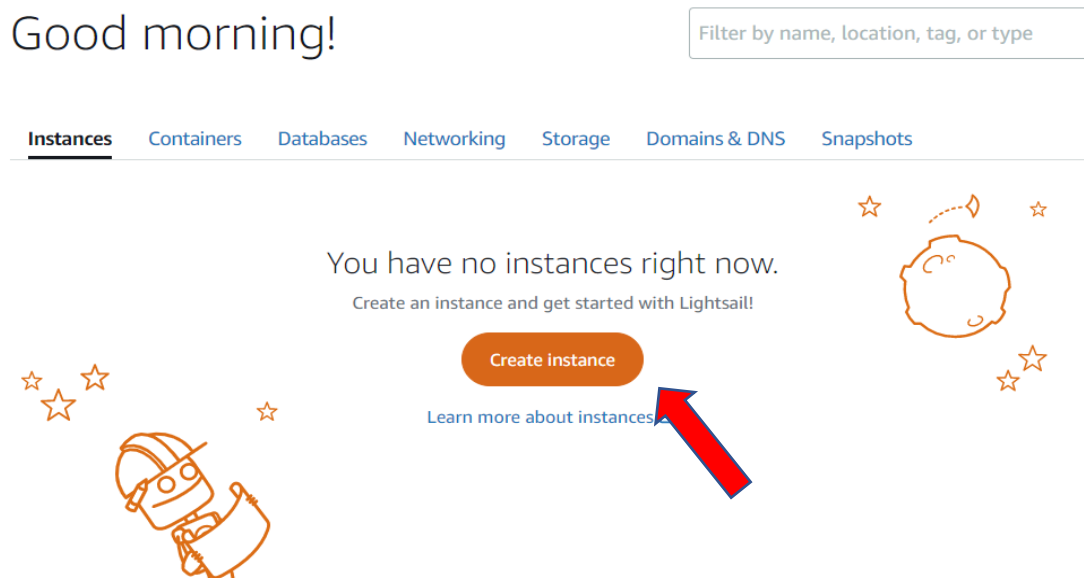 Good morning!
Filter by name, location, tag, or type
Instances Containers Databases Networking Storage Domains & DNS Snapshots
You have no instances right now.
Create an instance and get started with Lightsail!
Create instance
Learn more about instances